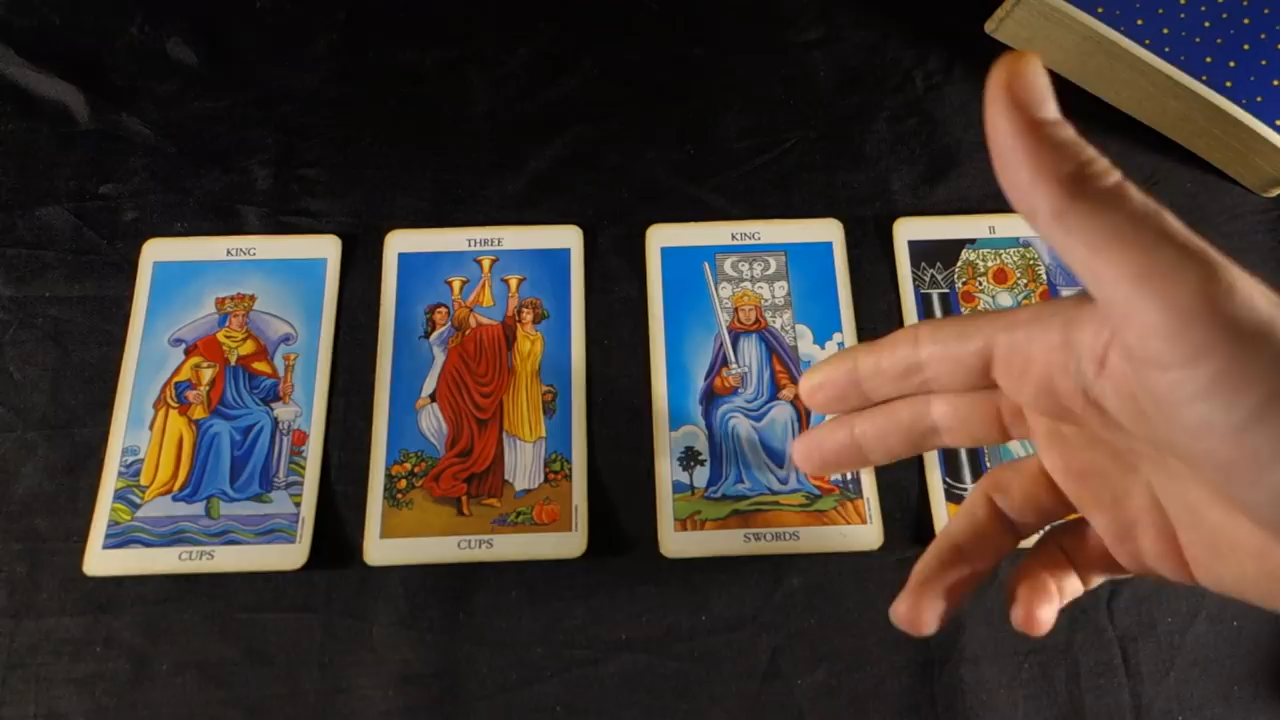 KING
THREE
KING
II
CUPS
CUPS
SWORDS